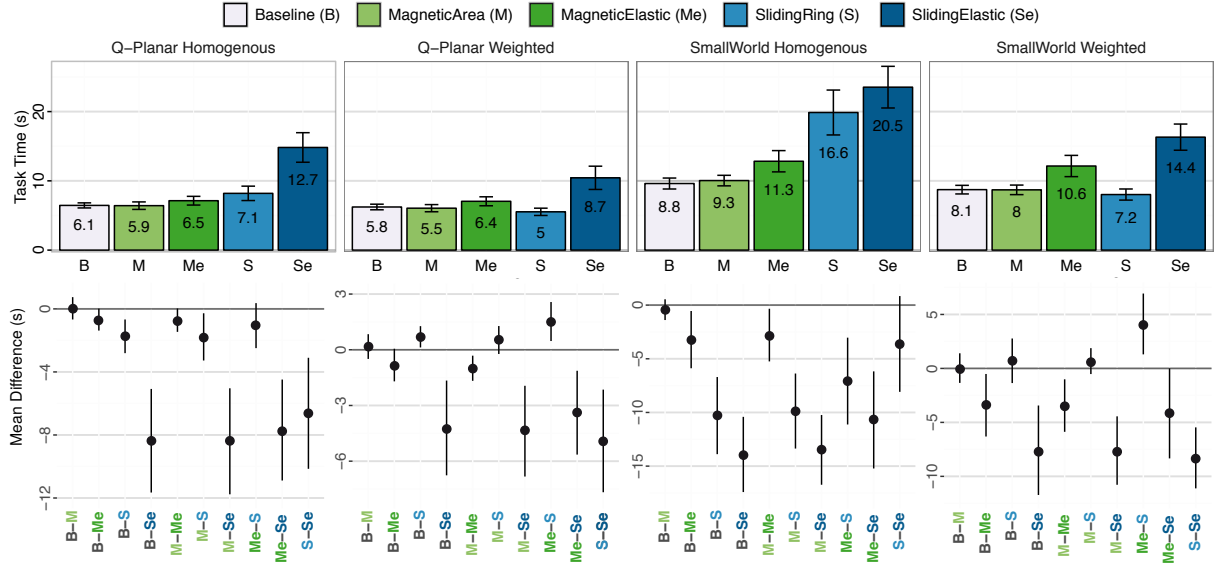 Baseline (B) MagneticArea (M) MagneticElastic (Me) SlidingRing (S) SlidingElastic (Se)
Q−Planar Homogenous Q−Planar Weighted SmallWorld Homogenous SmallWorld Weighted
Task Time (s)
20
10
0
6.1 5.9 6.5 7.1 12.7
5.8 5.5 6.4 5 8.7
8.8 9.3 11.3 16.6 20.5
8.1 8 10.6 7.2 14.4
B M Me S Se B M Me S Se B M Me S Se B M Me S Se
Mean Difference (s)
0 −4 −8 −12
3 0 −3 −6
0 −5 −10 −15
5 0 −5 −10
B−M B−Me B−S B−Se M−Me M−S M−Se Me−S Me−Se S−Se
B−M B−Me B−S B−Se M−Me M−S M−Se Me−S Me−Se S−Se
B−M B−Me B−S B−Se M−Me M−S M−Se Me−S Me−Se S−Se
B−M B−Me B−S B−Se M−Me M−S M−Se Me−S Me−Se S−Se